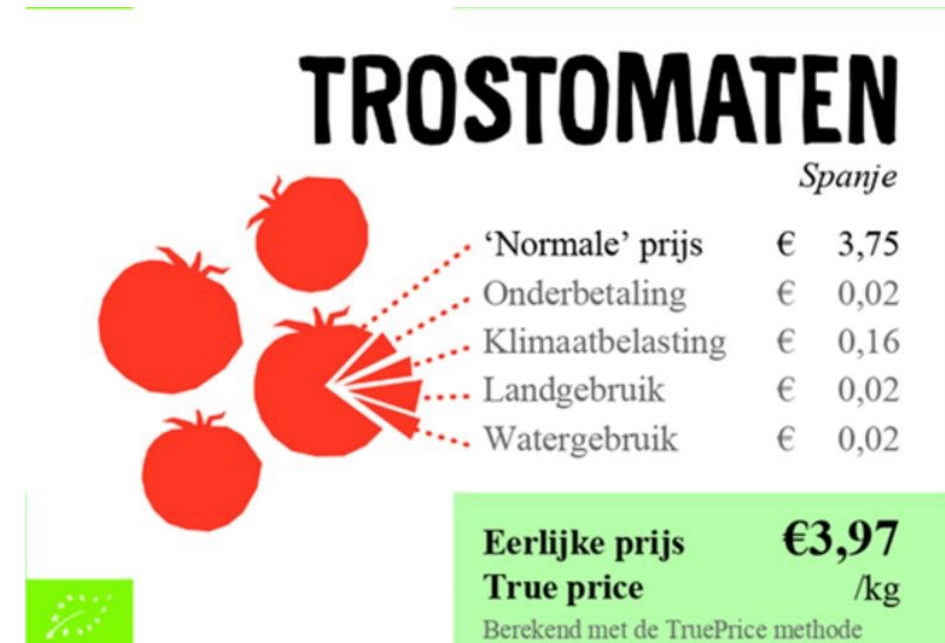 TROSTOMATEN
Spanje
‘Normale’ prijs € 3,75
Onderbetaling € 0,02
Klimaatbelasting € 0,16
Landgebruik € 0,02
Watergebruik € 0,02
Eerlijke prijs €3,97
True price /kg
Berekend met de TruePrice methode